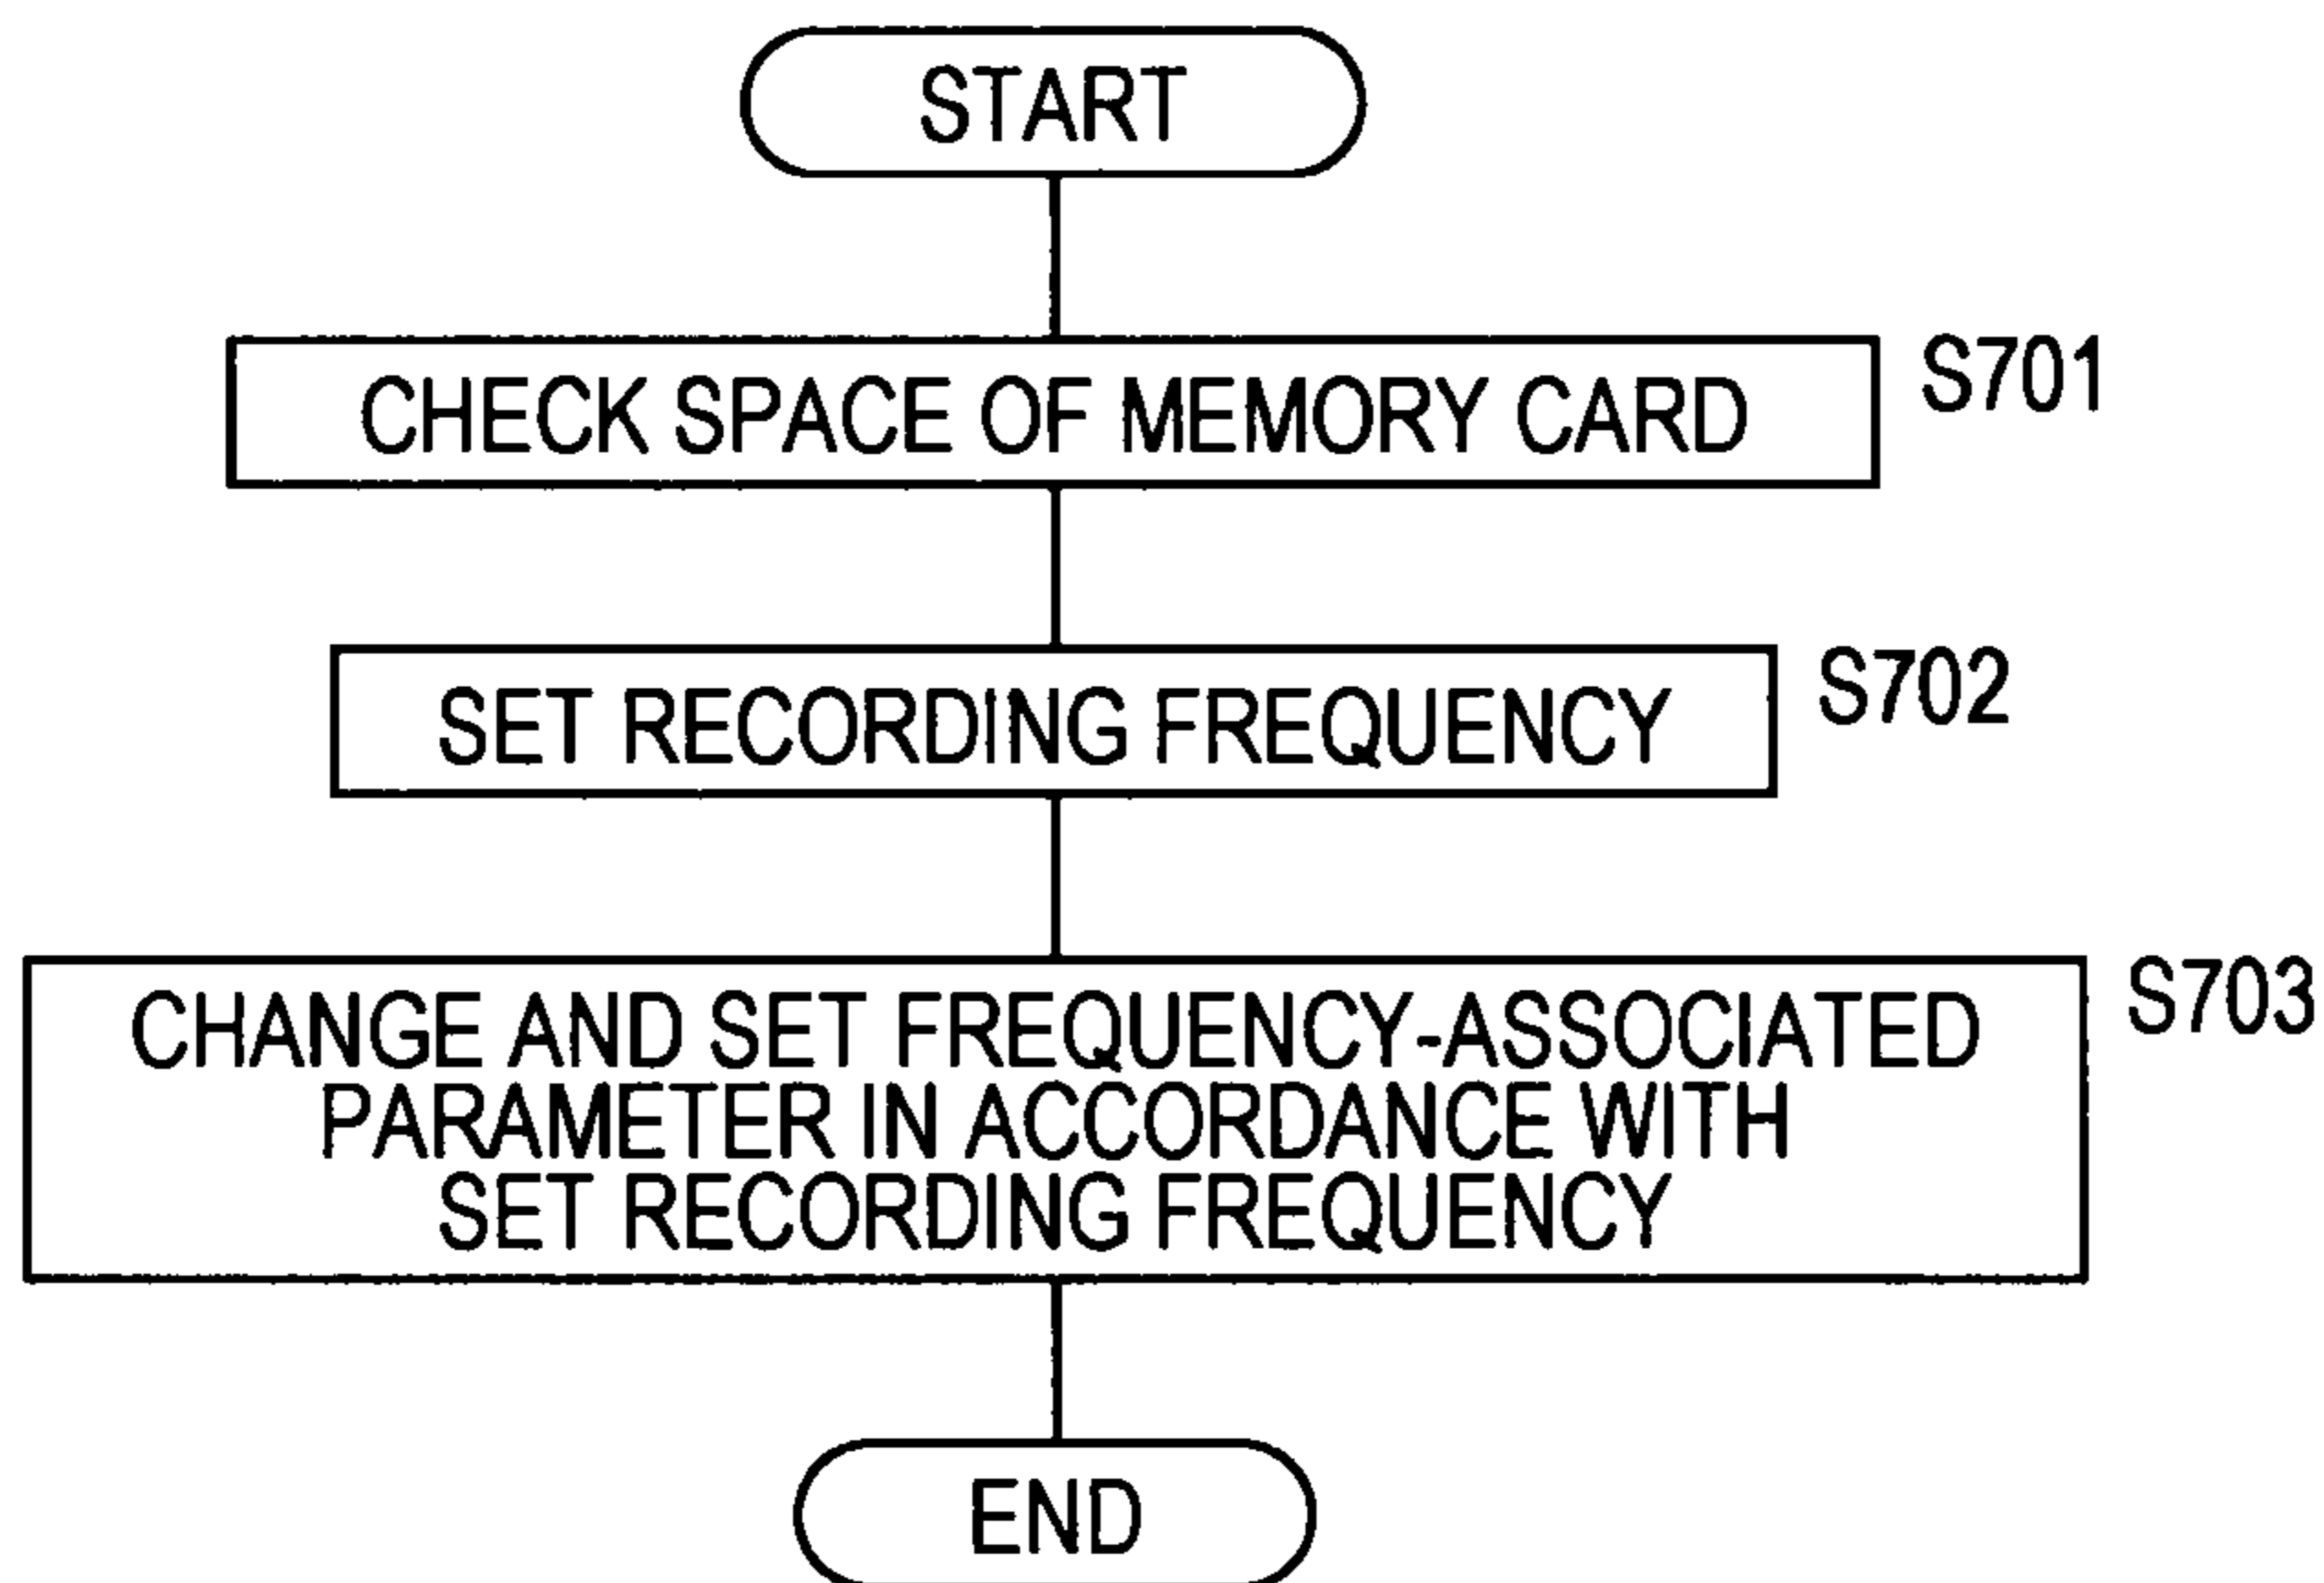 START
CHECK SPACE OF MEMORY CARD
S701
SET RECORDING FREQUENCY
S702
CHANGE AND SET FREQUENCY-ASSOCIATED
PARAMETER IN ACCORDANCE WITH
SET RECORDING FREQUENCY
S703
END